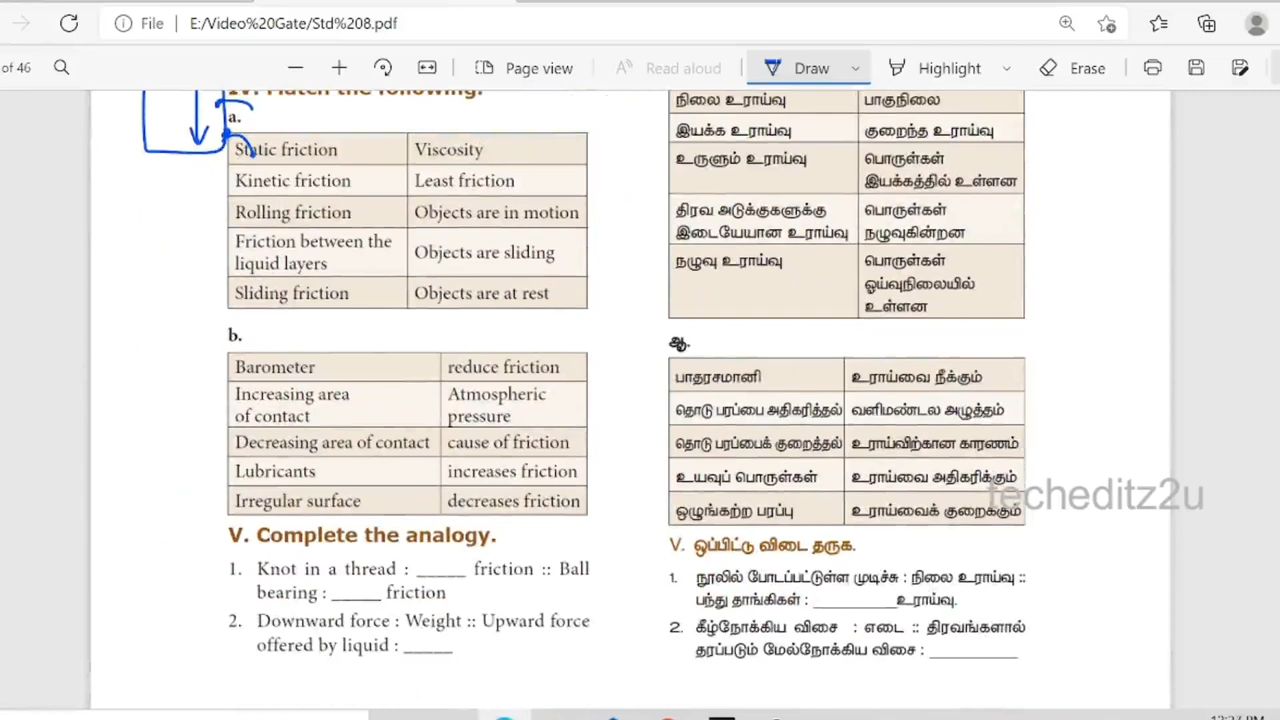 File
E:/Video%20Gate/Std%208.pdf
of 46
Page view
Read aloud
Draw
Highlight
Erase
IV. Match the following.
a.
Static friction Viscosity
Kinetic friction Least friction
Rolling friction Objects are in motion
Friction between the
liquid layers
Objects are sliding
Sliding friction Objects are at rest
b.
Barometer reduce friction
Increasing area
of contact
Atmospheric
pressure
Decreasing area of contact cause of friction
Lubricants increases friction
Irregular surface decreases friction
V. Complete the analogy.
1. Knot in a thread : _____ friction :: Ball
bearing : _____ friction
2. Downward force : Weight :: Upward force
offered by liquid : _____
நிலை உராய்வு பாகுநிலை
இயக்க உராய்வு குறைந்த உராய்வு
உருளும் உராய்வு பொருள்கள்
இயக்கத்தில் உள்ளன
திரவ அடுக்குகளுக்கு
இடையேயான உராய்வு
பொருள்கள்
நழுவுகின்றன
நழுவு உராய்வு பொருள்கள்
ஓய்வுநிலையில்
உள்ளன
ஆ.
பாதரசமானி உராய்வை நீக்கும்
தொடு பரப்பை அதிகரித்தல் வளிமண்டல அழுத்தம்
தொடு பரப்பைக் குறைத்தல் உராய்விற்கான காரணம்
உயவுப் பொருள்கள் உராய்வை அதிகரிக்கும்
ஒழுங்கற்ற பரப்பு உராய்வைக் குறைக்கும்
techeditz2u
V. ஒப்பிட்டு விடை தருக.
1. நூலில் போடப்பட்டுள்ள முடிச்சு : நிலை உராய்வு ::
பந்து தாங்கிகள் : _________உராய்வு.
2. கீழ்நோக்கிய விசை : எடை :: திரவங்களால்
தரப்படும் மேல்நோக்கிய விசை : _________